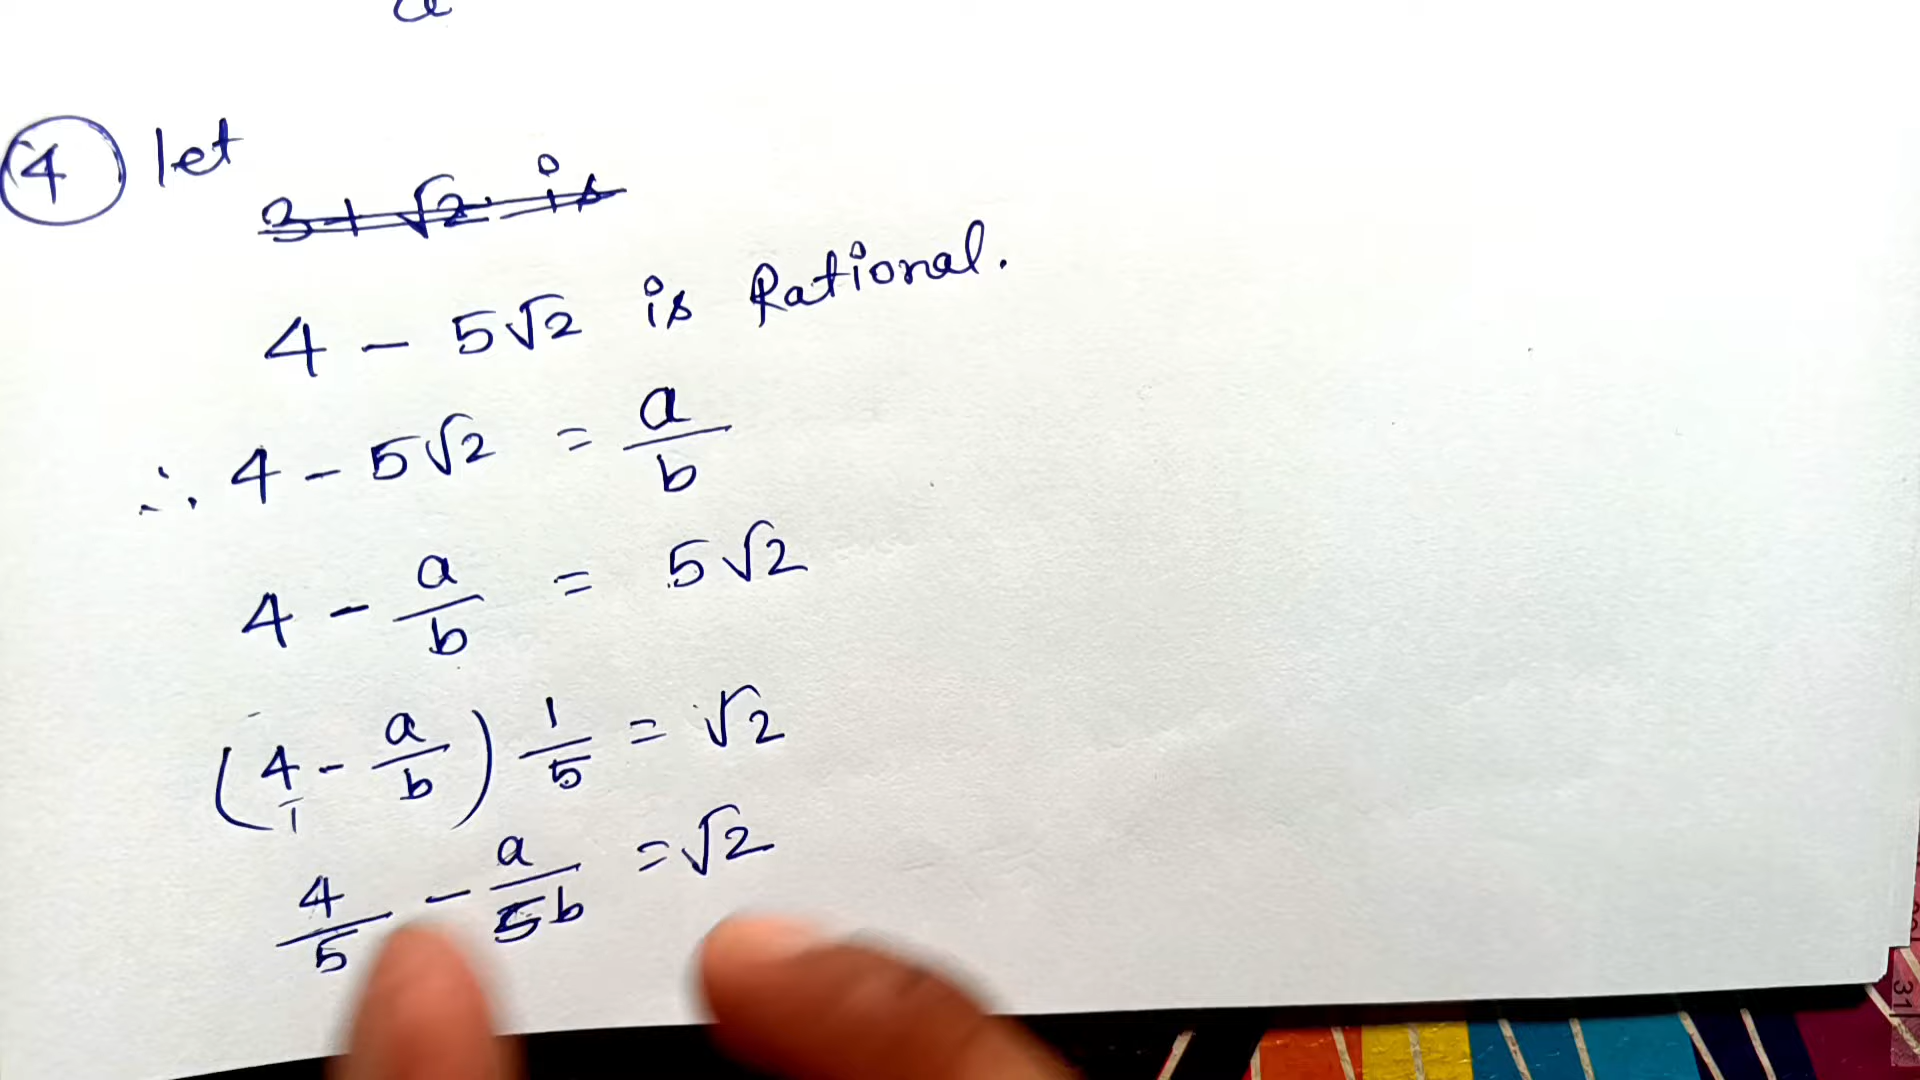 ④ let
3 + √2 is
4 - 5√2 is Rational.
∴ 4 - 5√2 = a/b
4 - a/b = 5√2
(4/1 - a/b) 1/5 = √2
4/5 - a/5b = √2
31